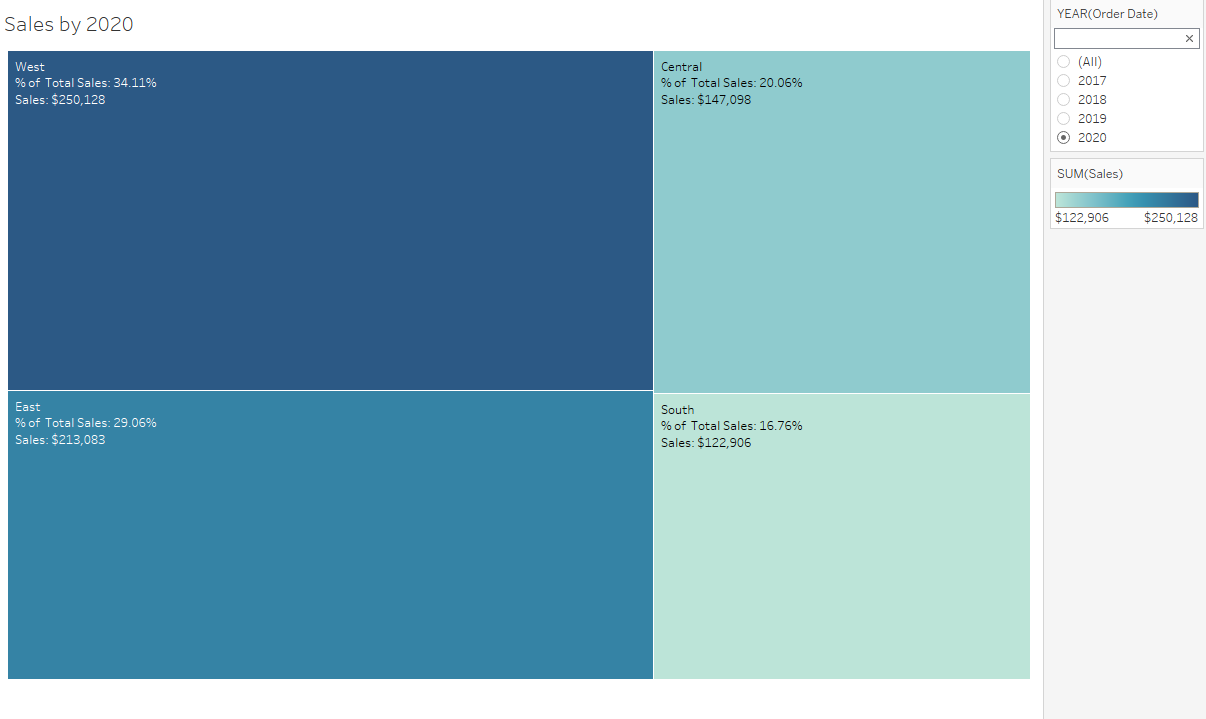 Sales by 2020
West
% of Total Sales: 34.11%
Sales: $250,128
Central
% of Total Sales: 20.06%
Sales: $147,098
East
% of Total Sales: 29.06%
Sales: $213,083
South
% of Total Sales: 16.76%
Sales: $122,906
YEAR(Order Date)
(All)
2017
2018
2019
2020
SUM(Sales)
$122,906 $250,128